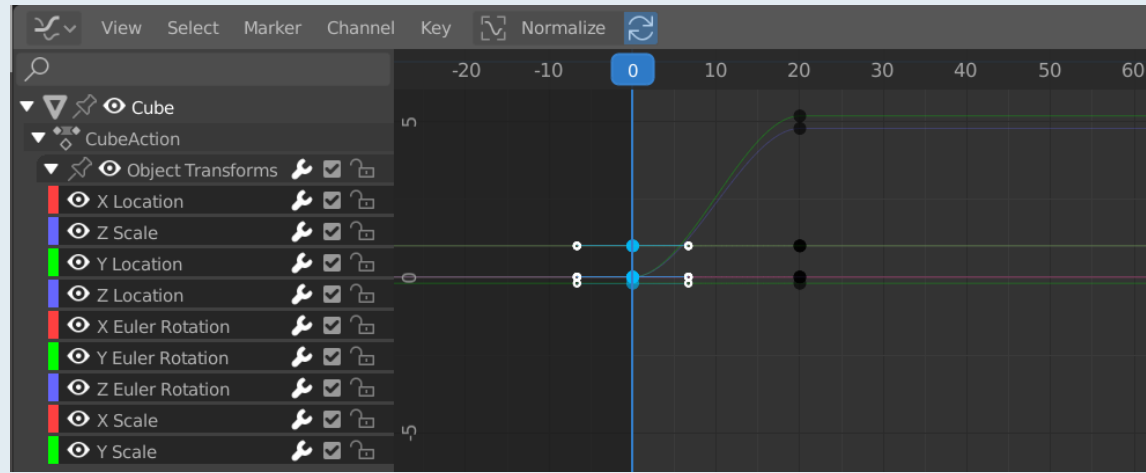 View Select Marker Channel Key Normalize
-20 -10 0 10 20 30 40 50 60
Cube
CubeAction
Object Transforms
X Location
Z Scale
Y Location
Z Location
X Euler Rotation
Y Euler Rotation
Z Euler Rotation
X Scale
Y Scale
5
0
-5